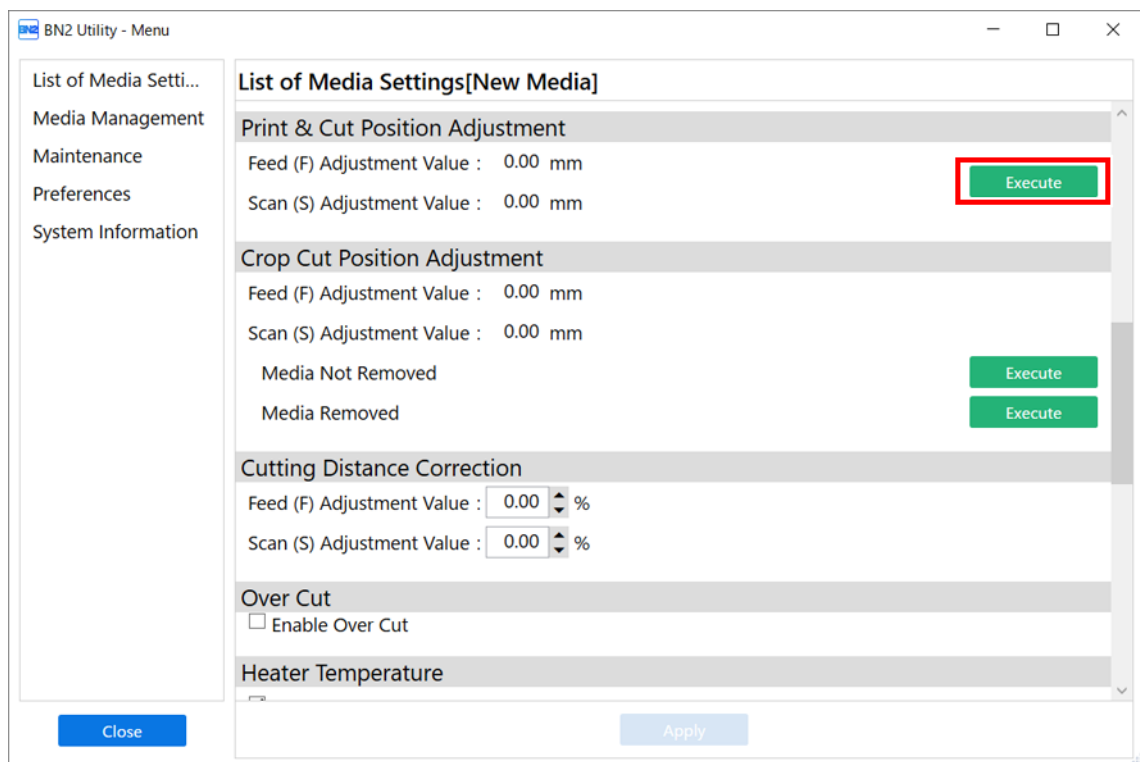 BN2 BN2 Utility - Menu
List of Media Setti...
Media Management
Maintenance
Preferences
System Information
Close
List of Media Settings[New Media]
Print & Cut Position Adjustment
Feed (F) Adjustment Value : 0.00 mm
Scan (S) Adjustment Value : 0.00 mm
Execute
Crop Cut Position Adjustment
Feed (F) Adjustment Value : 0.00 mm
Scan (S) Adjustment Value : 0.00 mm
Media Not Removed Execute
Media Removed Execute
Cutting Distance Correction
Feed (F) Adjustment Value : 0.00 %
Scan (S) Adjustment Value : 0.00 %
Over Cut
Enable Over Cut
Heater Temperature
Apply